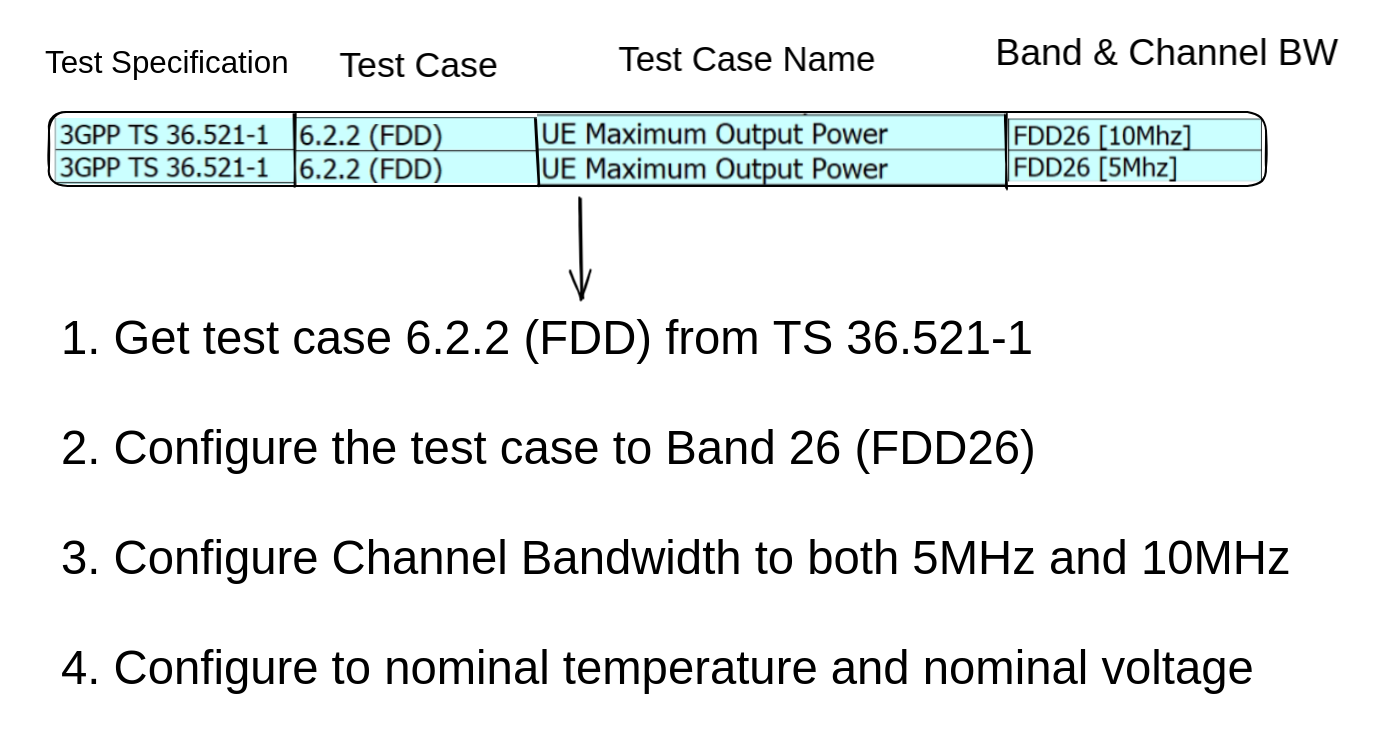 Test Specification Test Case Test Case Name Band & Channel BW
3GPP TS 36.521-1 6.2.2 (FDD) UE Maximum Output Power FDD26 [10Mhz]
3GPP TS 36.521-1 6.2.2 (FDD) UE Maximum Output Power FDD26 [5Mhz]
1. Get test case 6.2.2 (FDD) from TS 36.521-1
2. Configure the test case to Band 26 (FDD26)
3. Configure Channel Bandwidth to both 5MHz and 10MHz
4. Configure to nominal temperature and nominal voltage